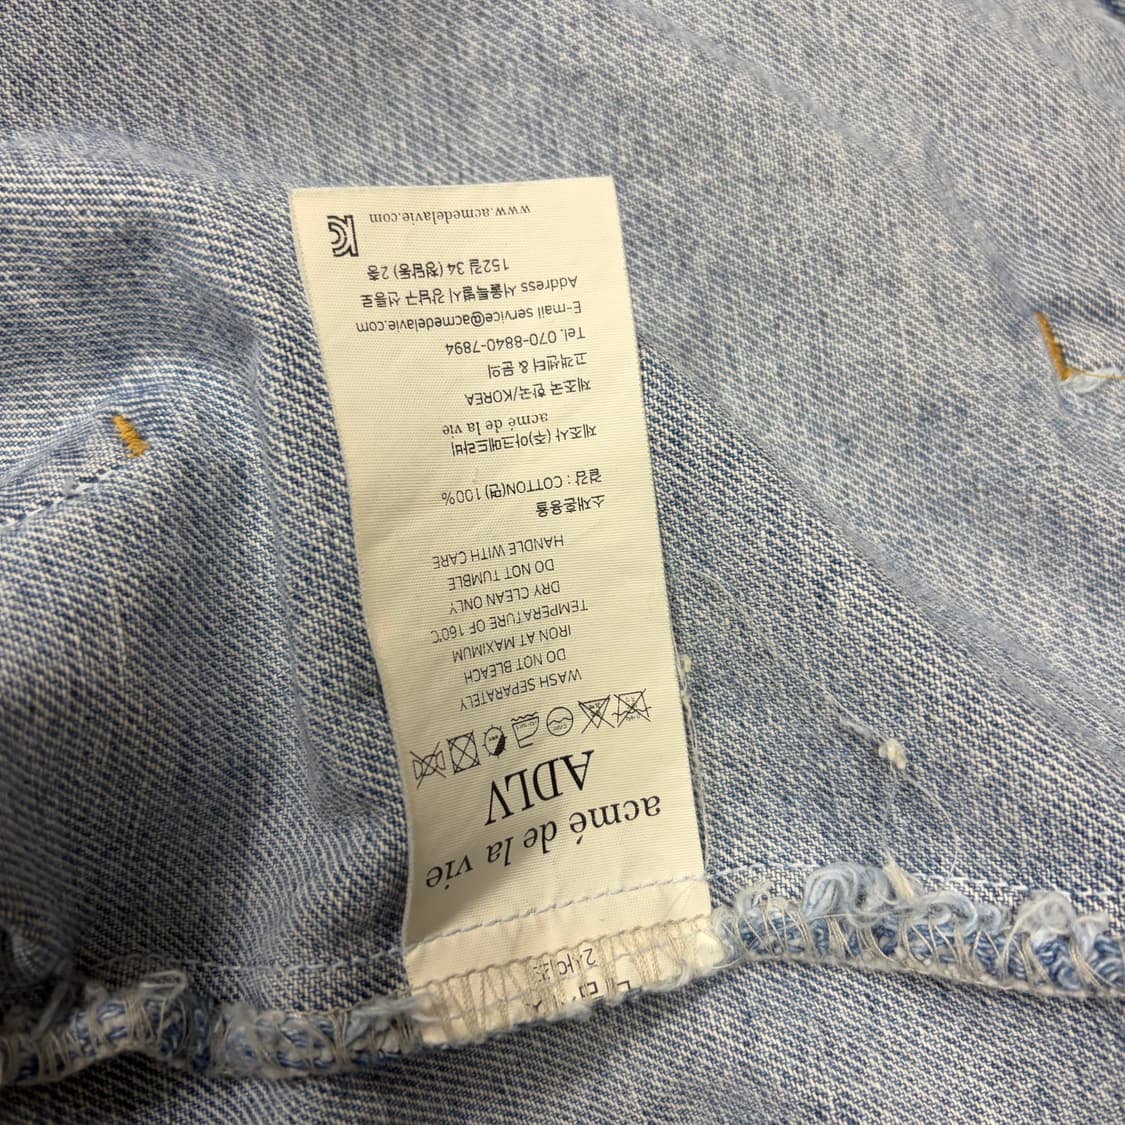 acmé de la vie
ADLV
WASH SEPARATELY
DO NOT BLEACH
IRON AT MAXIMUM
TEMPERATURE OF 160℃
DRY CLEAN ONLY
DO NOT TUMBLE
HANDLE WITH CARE
소재혼용율
겉감 : COTTON(면) 100%
제조사 (주)아크메드라비
acmé de la vie
제조국 한국/KOREA
고객센터 & 문의
Tel. 070-8840-7894
E-mail service@acmedelavie.com
Address 서울특별시 강남구 선릉로
152길 34 (청담동) 2층
www.acmedelavie.com